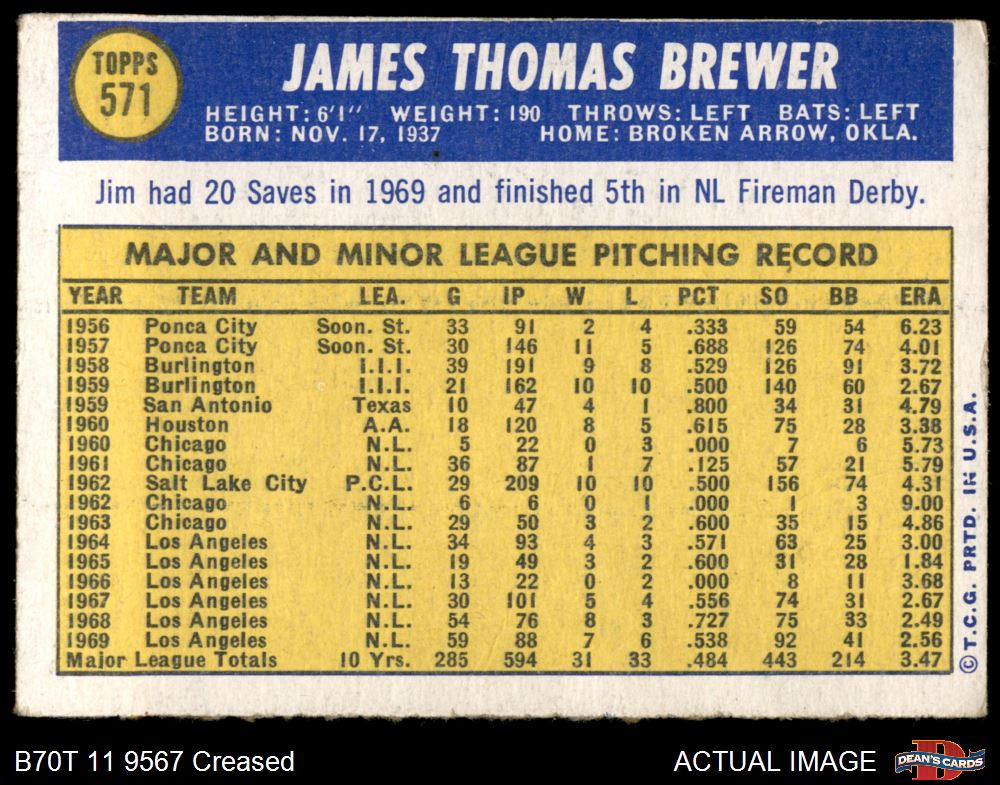 TOPPS
571
JAMES THOMAS BREWER
HEIGHT: 6'1" WEIGHT: 190 THROWS: LEFT BATS: LEFT
BORN: NOV. 17, 1937 HOME: BROKEN ARROW, OKLA.
Jim had 20 Saves in 1969 and finished 5th in NL Fireman Derby.
MAJOR AND MINOR LEAGUE PITCHING RECORD
YEAR TEAM LEA. G IP W L PCT SO BB ERA
1956 Ponca City Soon. St. 33 91 2 4 .333 59 54 6.23
1957 Ponca City Soon. St. 30 146 11 5 .688 126 74 4.01
1958 Burlington I.I.I. 39 191 9 8 .529 126 91 3.72
1959 Burlington I.I.I. 21 162 10 10 .500 140 60 2.67
1959 San Antonio Texas 10 47 4 1 .800 34 31 4.79
1960 Houston A.A. 18 120 8 5 .615 75 28 3.38
1960 Chicago N.L. 5 22 0 3 .000 7 6 5.73
1961 Chicago N.L. 36 87 1 7 .125 57 21 5.79
1962 Salt Lake City P.C.L. 29 209 10 10 .500 156 74 4.31
1962 Chicago N.L. 6 6 0 1 .000 1 3 9.00
1963 Chicago N.L. 29 50 3 2 .600 35 15 4.86
1964 Los Angeles N.L. 34 93 4 3 .571 63 25 3.00
1965 Los Angeles N.L. 19 49 3 2 .600 31 28 1.84
1966 Los Angeles N.L. 13 22 0 2 .000 8 11 3.68
1967 Los Angeles N.L. 30 101 5 4 .556 74 31 2.67
1968 Los Angeles N.L. 54 76 8 3 .727 75 33 2.49
1969 Los Angeles N.L. 59 88 7 6 .538 92 41 2.56
Major League Totals 10 Yrs. 285 594 31 33 .484 443 214 3.47
© T.C.G. PRTD. IN U.S.A.
B70T 11 9567 Creased ACTUAL IMAGE
D
DEAN'S CARDS